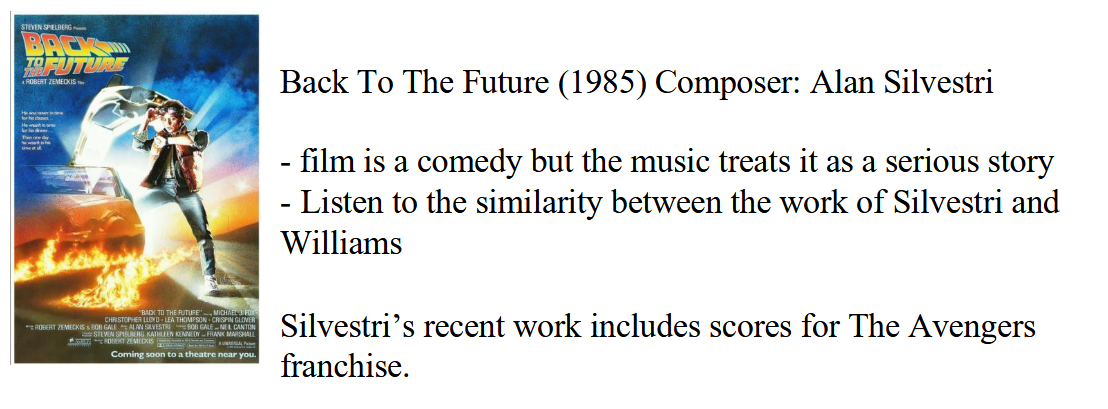 STEVEN SPIELBERG Presents
BACK
TO THE FUTURE
A ROBERT ZEMECKIS Film
He was never in time
for his classes...
He wasn't in time
for his dinner...
Then one day
he wasn't in his
time at all.
"BACK TO THE FUTURE" MICHAEL J. FOX
CHRISTOPHER LLOYD · LEA THOMPSON · CRISPIN GLOVER
ROBERT ZEMECKIS & BOB GALE ALAN SILVESTRI BOB GALE NEIL CANTON
STEVEN SPIELBERG KATHLEEN KENNEDY FRANK MARSHALL
ROBERT ZEMECKIS A UNIVERSAL Picture
Coming soon to a theatre near you.
Back To The Future (1985) Composer: Alan Silvestri
- film is a comedy but the music treats it as a serious story
- Listen to the similarity between the work of Silvestri and
Williams
Silvestri’s recent work includes scores for The Avengers
franchise.